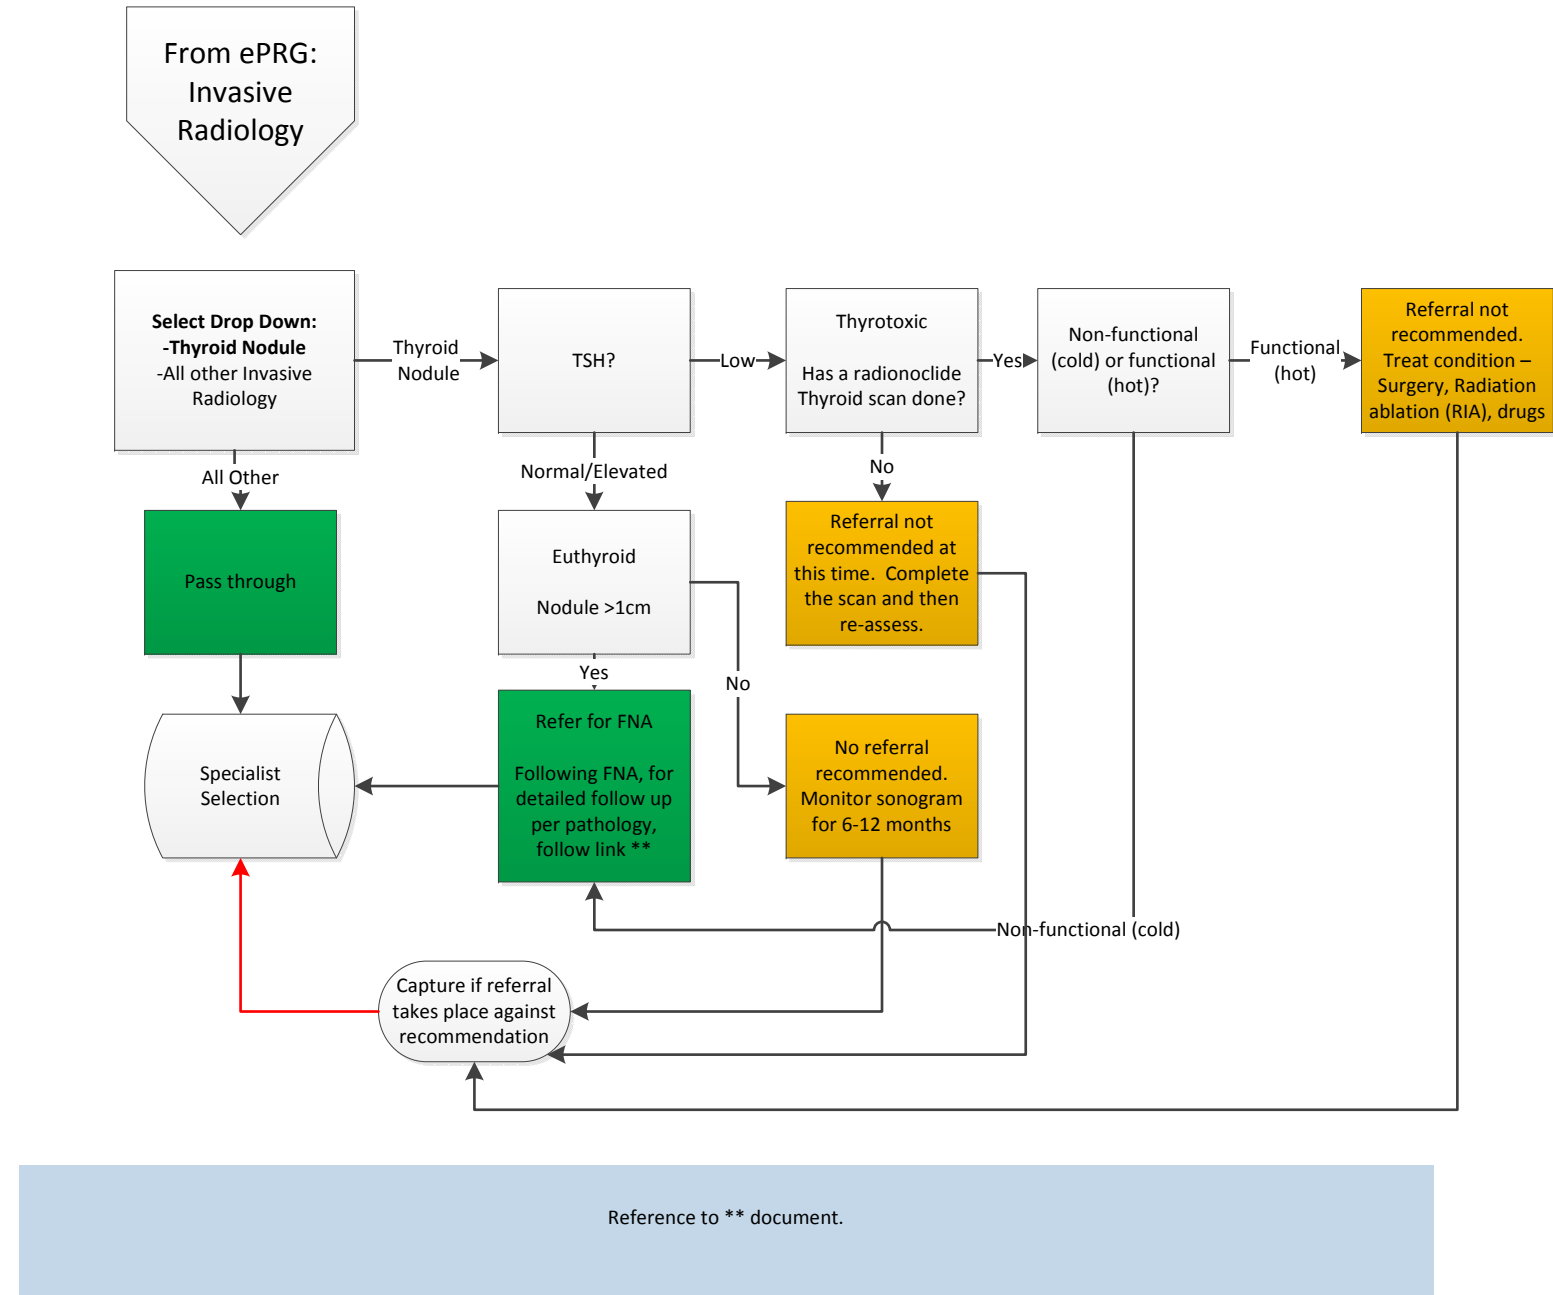 From ePRG:
Invasive
Radiology
Select Drop Down:
-Thyroid Nodule
-All other Invasive
Radiology
Thyroid
Nodule
TSH?
Low
Thyrotoxic
Has a radionoclide
Thyroid scan done?
Yes
Non-functional
(cold) or functional
(hot)?
Functional
(hot)
Referral not
recommended.
Treat condition –
Surgery, Radiation
ablation (RIA), drugs
All Other
Normal/Elevated
No
Pass through
Euthyroid
Nodule >1cm
Referral not
recommended at
this time.  Complete
the scan and then
re-assess.
Yes
No
Specialist
Selection
Refer for FNA
Following FNA, for
detailed follow up
per pathology,
follow link **
No referral
recommended.
Monitor sonogram
for 6-12 months
Non-functional (cold)
Capture if referral
takes place against
recommendation
Reference to ** document.